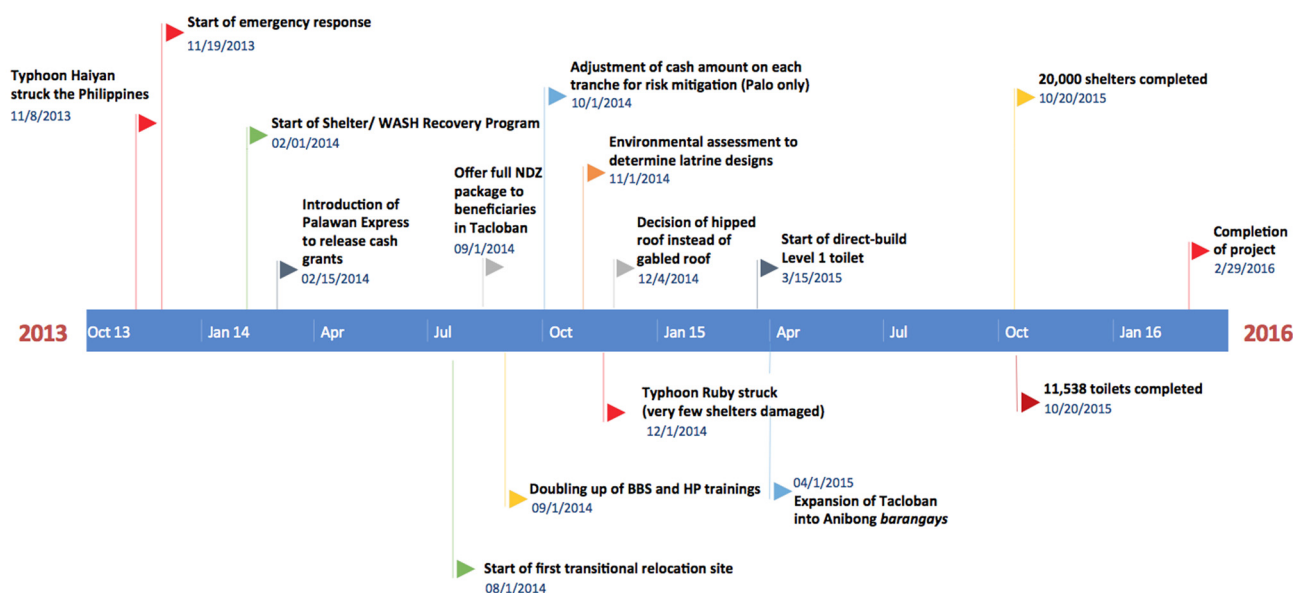 Start of emergency response
11/19/2013
Typhoon Haiyan
struck the Philippines
11/8/2013
Adjustment of cash amount on each
tranche for risk mitigation (Palo only)
10/1/2014
20,000 shelters completed
10/20/2015
Start of Shelter/ WASH Recovery Program
02/01/2014
Environmental assessment to
determine latrine designs
11/1/2014
Offer full NDZ
package to
beneficiaries
in Tacloban
09/1/2014
Introduction of
Palawan Express
to release cash
grants
02/15/2014
Decision of hipped
roof instead of
gabled roof
12/4/2014
Start of direct-build
Level 1 toilet
3/15/2015
Completion
of project
2/29/2016
2013
Oct 13
Jan 14
Apr
Jul
Oct
Jan 15
Apr
Jul
Oct
Jan 16
2016
Typhoon Ruby struck
(very few shelters damaged)
12/1/2014
11,538 toilets completed
10/20/2015
Doubling up of BBS and HP trainings
09/1/2014
04/1/2015
Expansion of Tacloban
into Anibong barangays
Start of first transitional relocation site
08/1/2014